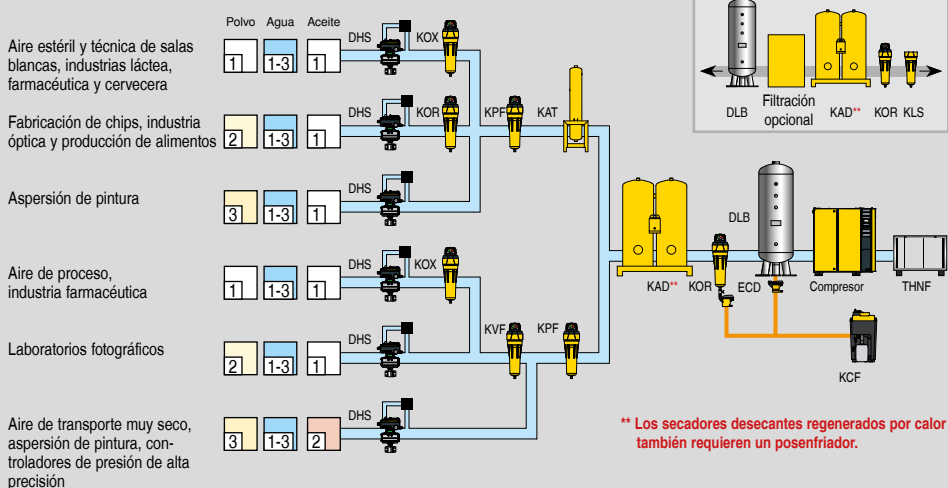 Polvo Agua Aceite
Aire estéril y técnica de salas
blancas, industrias láctea,
farmacéutica y cervecera
1 1-3 1
DHS KOX
Fabricación de chips, industria
óptica y producción de alimentos
2 1-3 1
DHS KOR KPF KAT
Aspersión de pintura
3 1-3 1
DHS
Aire de proceso,
industria farmacéutica
1 1-3 1
DHS KOX
Laboratorios fotográficos
2 1-3 1
DHS KVF KPF
Aire de transporte muy seco,
aspersión de pintura, con-
troladores de presión de alta
precisión
3 1-3 2
DHS
DLB Filtración
opcional KAD** KOR KLS
DLB
KAD** KOR ECD Compresor THNF
KCF
** Los secadores desecantes regenerados por calor
también requieren un posenfriador.